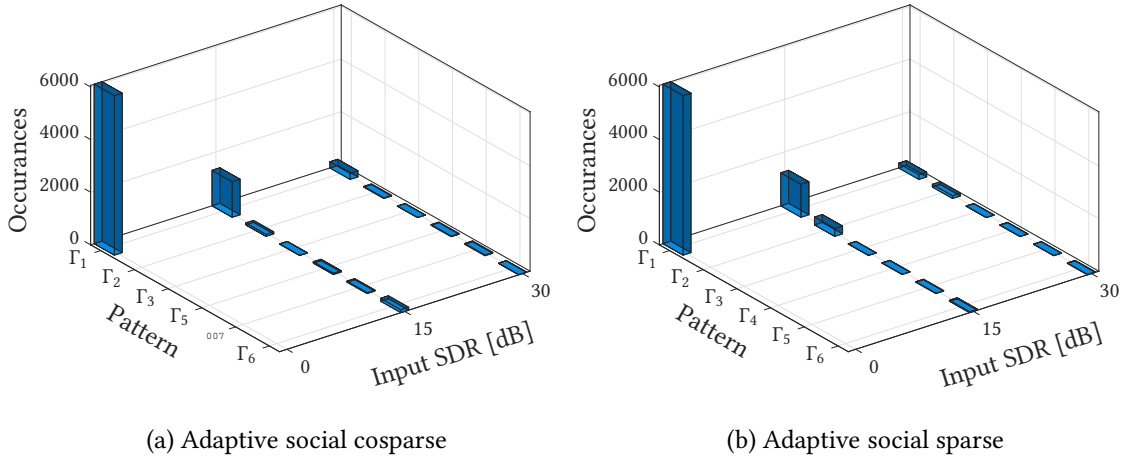 6000
4000
2000
0
Occurances
Γ1
Γ2
Γ3
Γ5
007
Γ6
Pattern
0
15
30
Input SDR [dB]
(a) Adaptive social cosparse
6000
4000
2000
0
Occurances
Γ1
Γ2
Γ3
Γ4
Γ5
Γ6
Pattern
0
15
30
Input SDR [dB]
(b) Adaptive social sparse